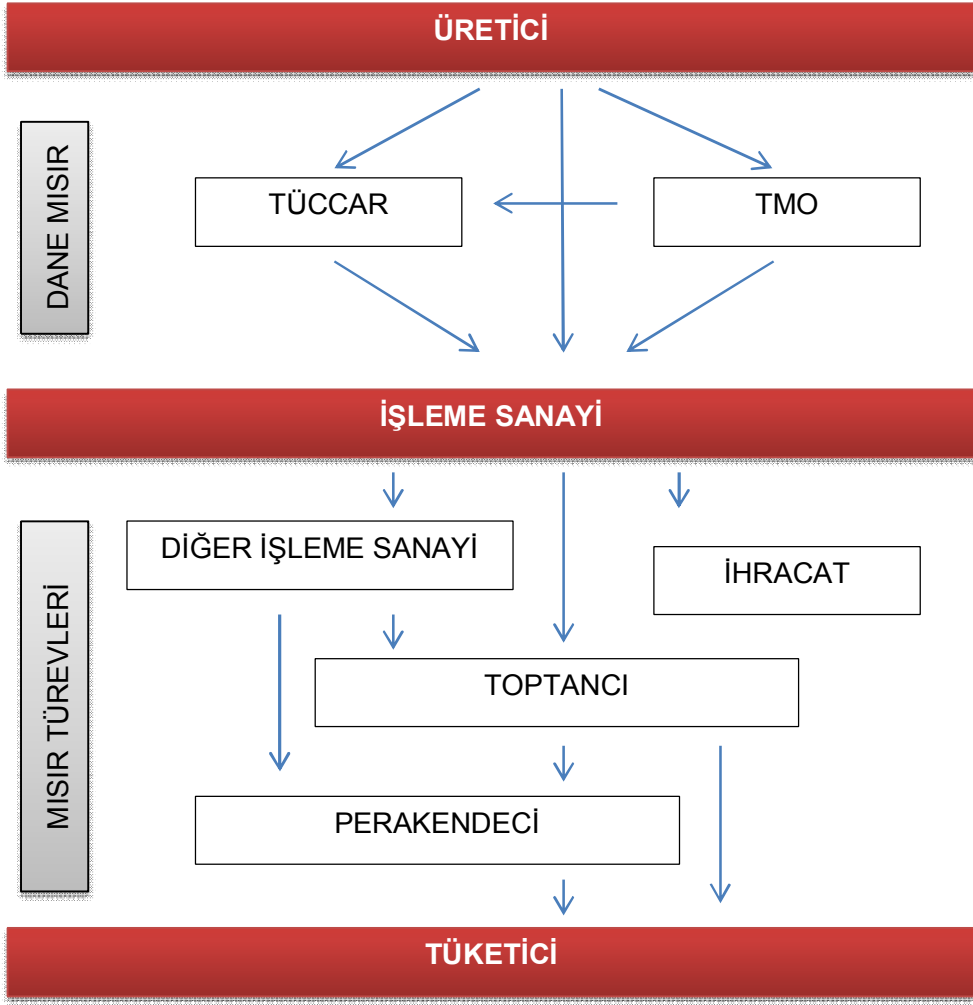 ÜRETİCİ
DANE MISIR
TÜCCAR
TMO
İŞLEME SANAYİ
MISIR TÜREVLERİ
DİĞER İŞLEME SANAYİ
İHRACAT
TOPTANCI
PERAKENDECİ
TÜKETİCİ